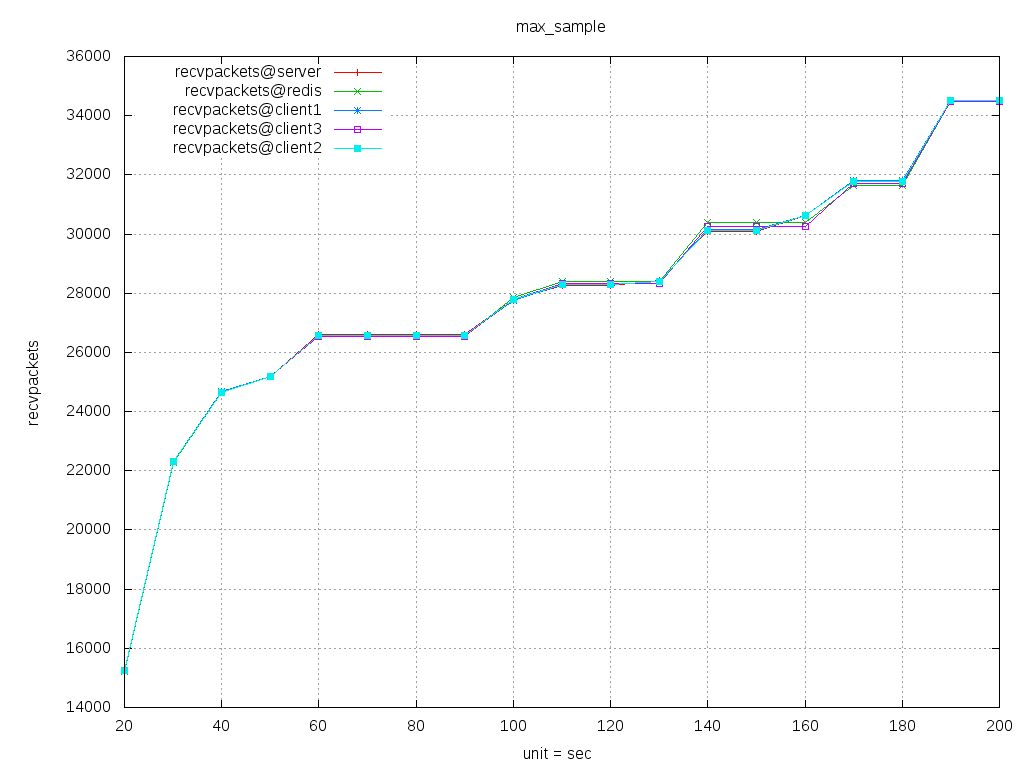 max_sample
recvpackets@server
recvpackets@redis
recvpackets@client1
recvpackets@client3
recvpackets@client2
recvpackets
36000
34000
32000
30000
28000
26000
24000
22000
20000
18000
16000
14000
20 40 60 80 100 120 140 160 180 200
unit = sec